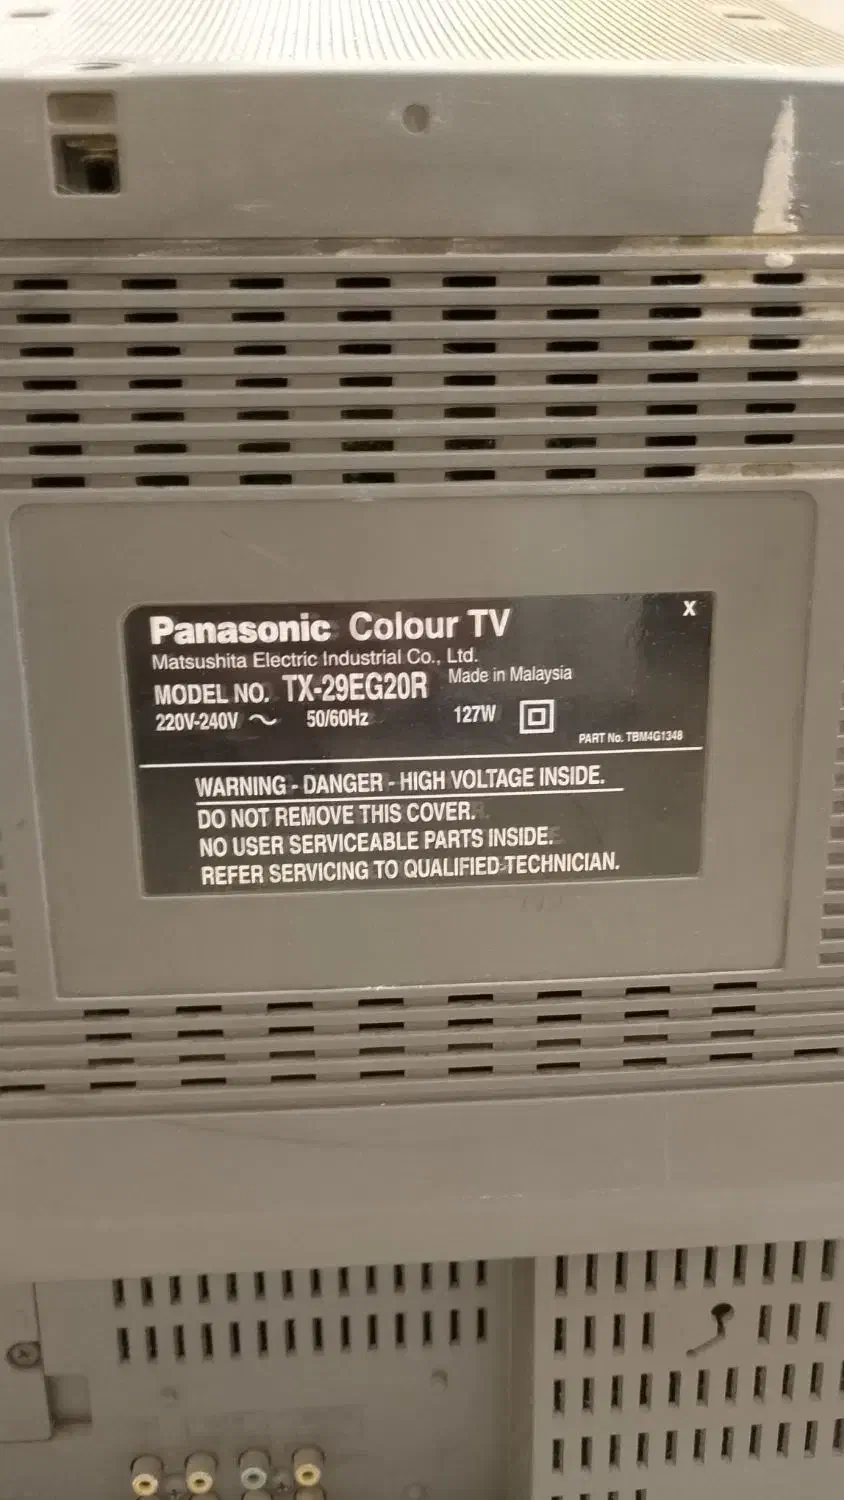 Panasonic Colour TV X
Matsushita Electric Industrial Co., Ltd.
MODEL NO. TX-29EG20R Made in Malaysia
220V-240V ~ 50/60Hz 127W
PART No. TBM4G1348
WARNING - DANGER - HIGH VOLTAGE INSIDE.
DO NOT REMOVE THIS COVER.
NO USER SERVICEABLE PARTS INSIDE.
REFER SERVICING TO QUALIFIED TECHNICIAN.